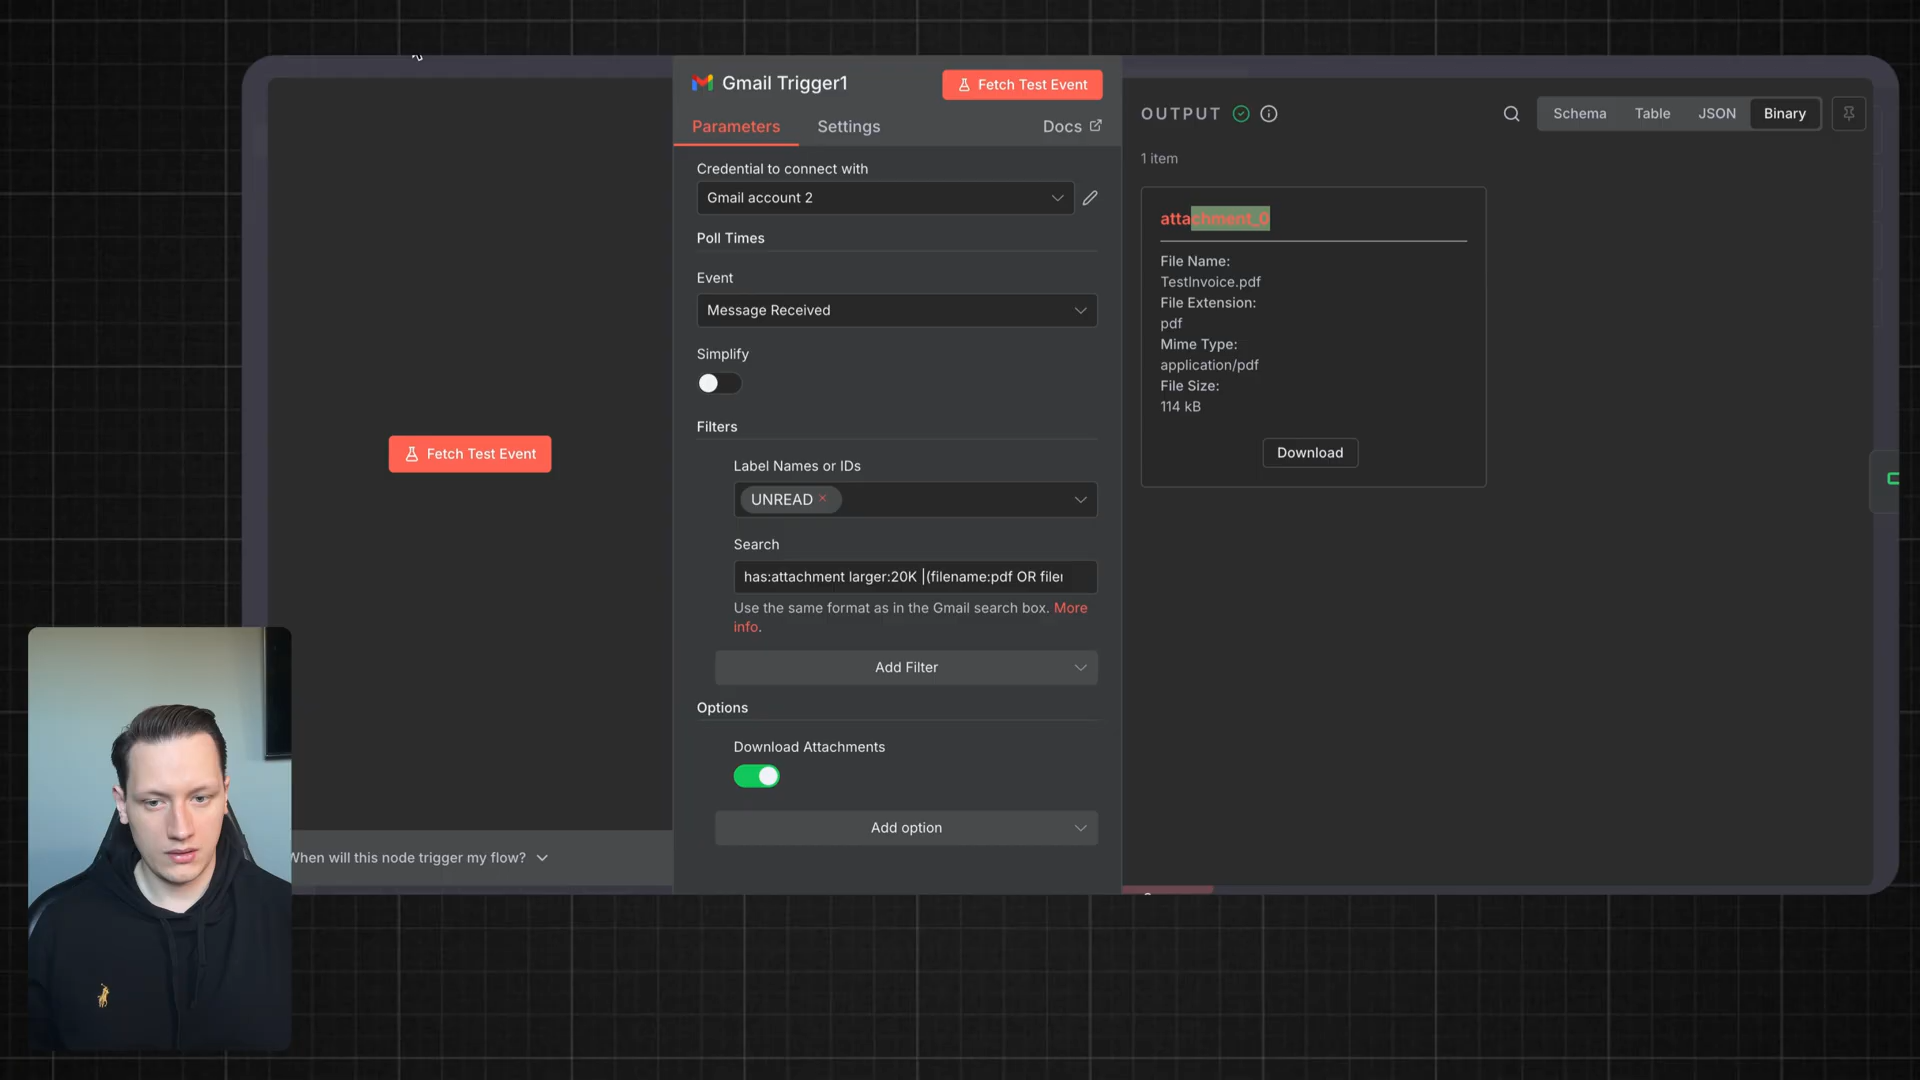 Gmail Trigger1
Fetch Test Event
Parameters
Settings
Docs
Credential to connect with
Gmail account 2
Poll Times
Event
Message Received
Simplify
Filters
Label Names or IDs
UNREAD
Search
has:attachment larger:20K (filename:pdf OR
Use the same format as in the Gmail search box. More
info.
Add Filter
Options
Download Attachments
Add option
Fetch Test Event
When will this node trigger my flow?
OUTPUT
Schema
Table
JSON
Binary
1 item
attachment_0
File Name:
TestInvoice.pdf
File Extension:
pdf
Mime Type:
application/pdf
File Size:
114 kB
Download